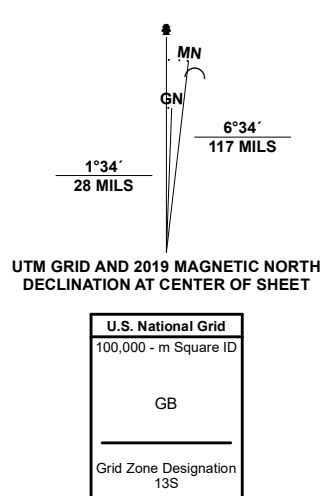 MN
GN
6°34´
117 MILS
1°34´
28 MILS
UTM GRID AND 2019 MAGNETIC NORTH
DECLINATION AT CENTER OF SHEET
U.S. National Grid
100,000 - m Square ID
GB
Grid Zone Designation
13S